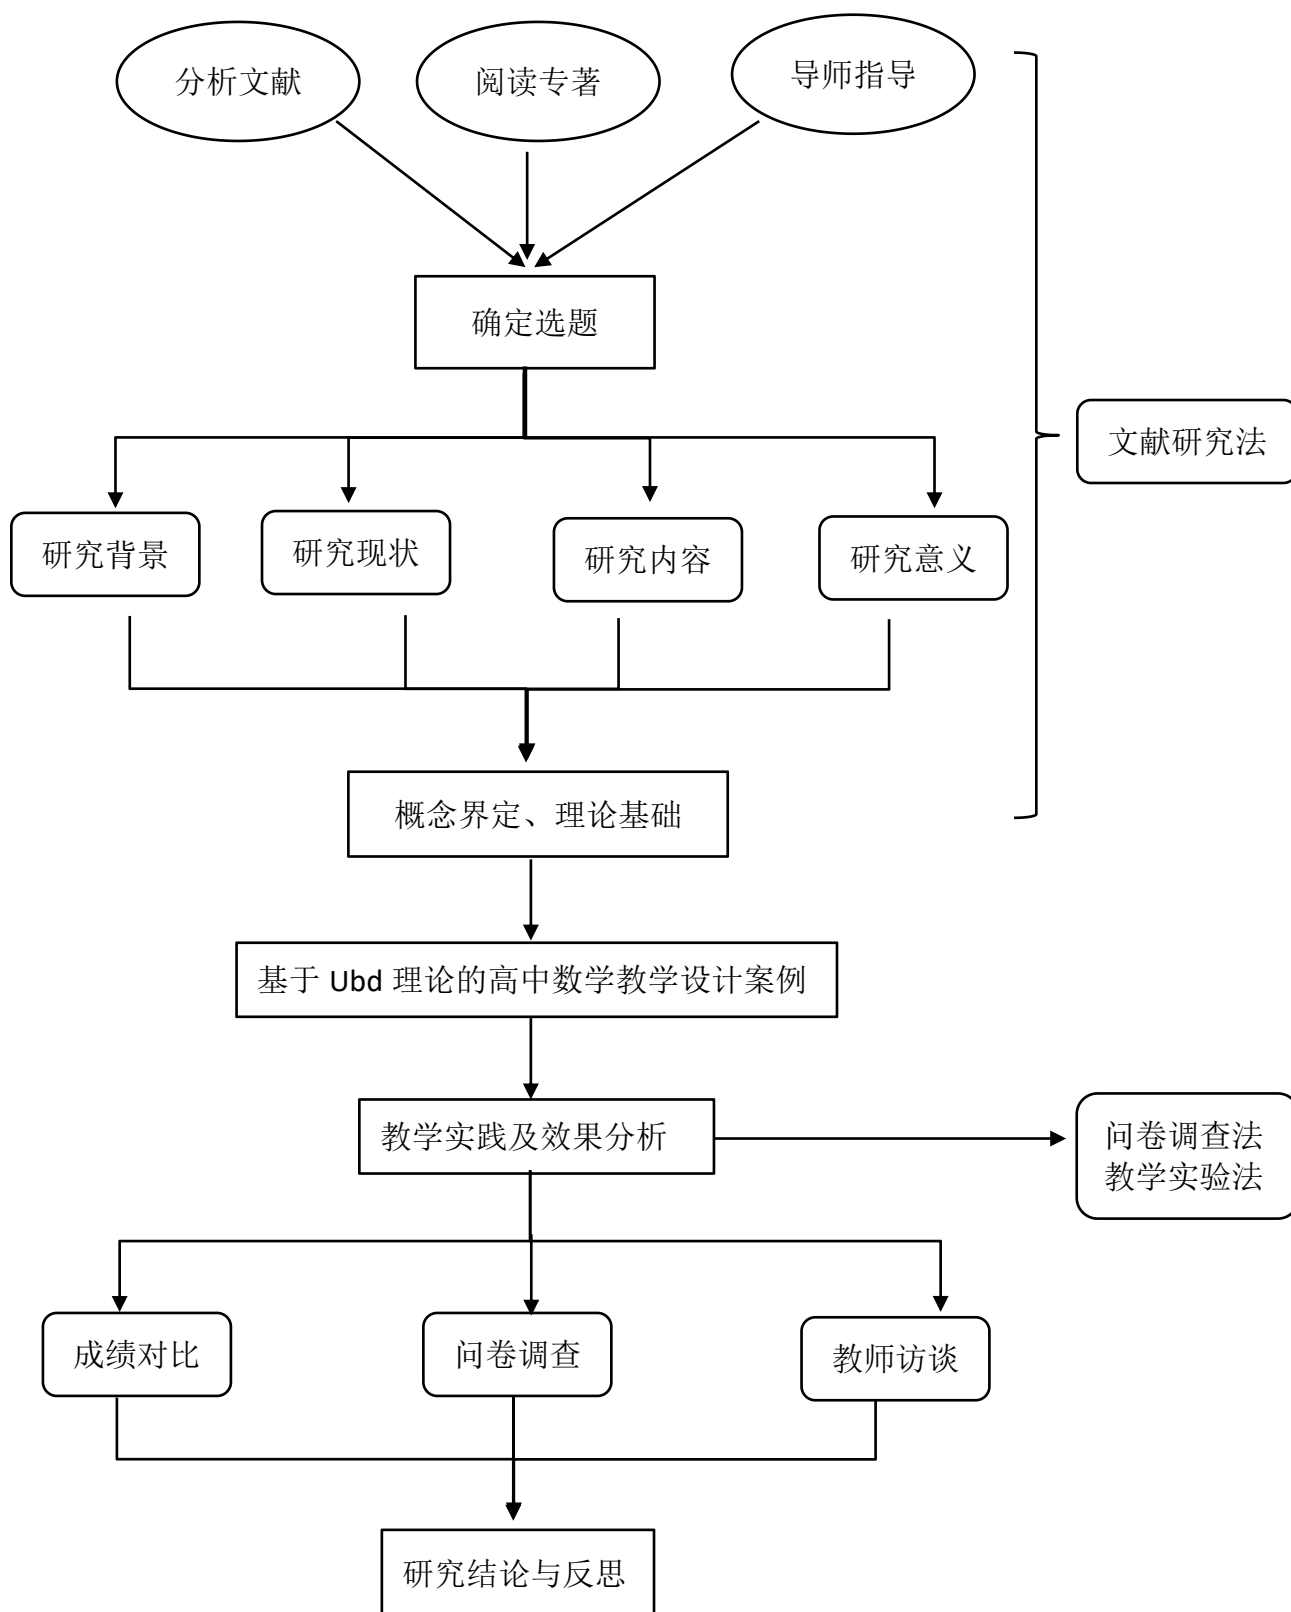 分析文献
阅读专著
导师指导
确定选题
文献研究法
研究背景
研究现状
研究内容
研究意义
概念界定、理论基础
基于 Ubd 理论的高中数学教学设计案例
教学实践及效果分析
问卷调查法
教学实验法
成绩对比
问卷调查
教师访谈
研究结论与反思